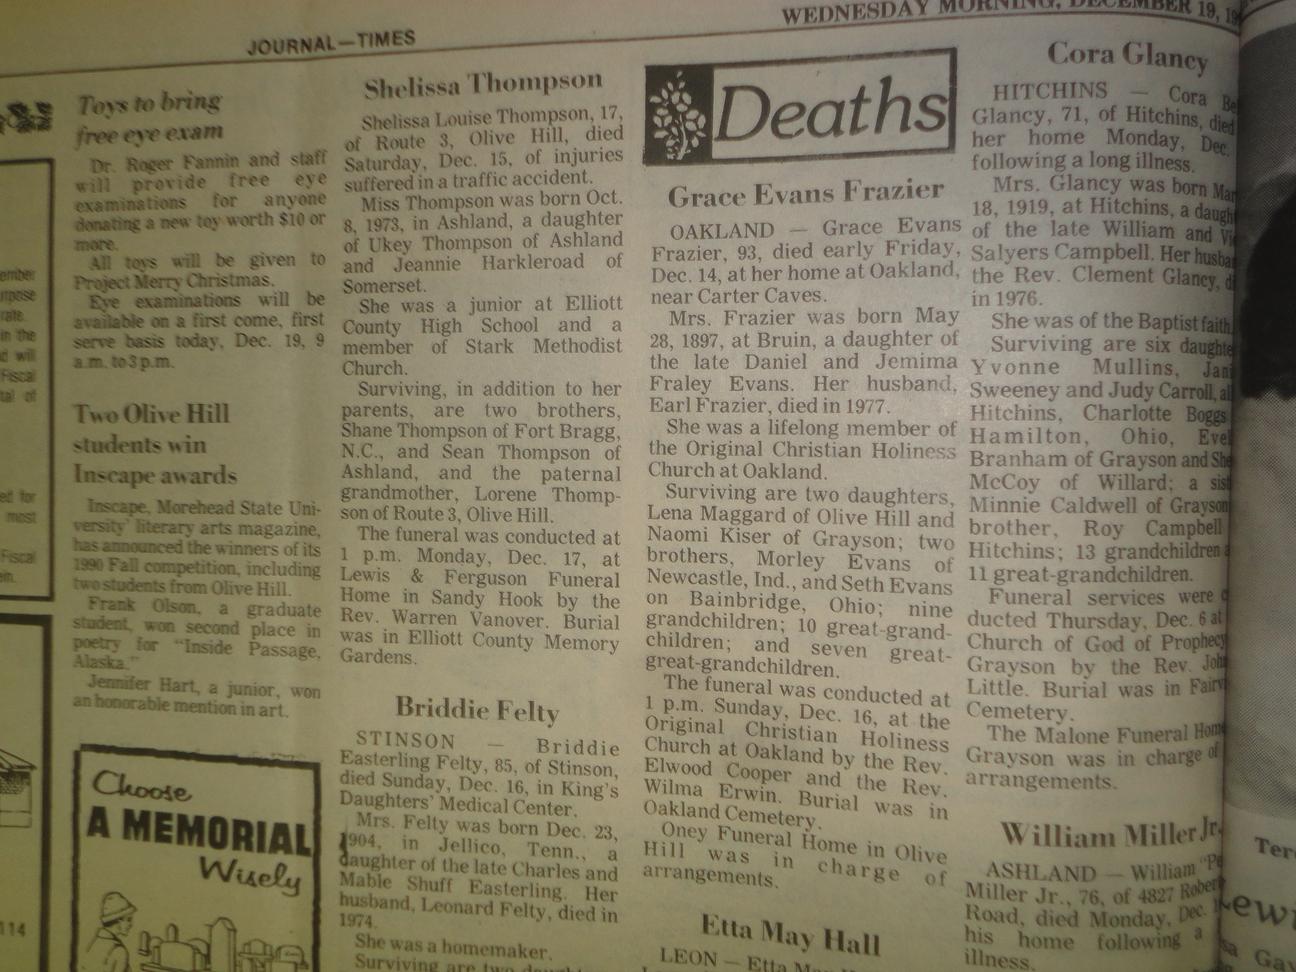 JOURNAL—TIMES
WEDNESDAY MORNING, DECEMBER 19,
Toys to bring
free eye exam
Dr. Roger Fannin and staff
will provide free eye
examinations for anyone
donating a new toy worth $10 or
more.
All toys will be given to
Project Merry Christmas.
Eye examinations will be
available on a first come, first
serve basis today, Dec. 19, 9
a.m. to 3 p.m.
Two Olive Hill
students win
Inscape awards
Inscape, Morehead State Uni-
versity' literary arts magazine,
has announced the winners of its
1990 Fall competition, including
two students from Olive Hill.
Frank Olson, a graduate
student, won second place in
poetry for "Inside Passage,
Alaska."
Jennifer Hart, a junior, won
an honorable mention in art.
Choose
A MEMORIAL
Wisely
Shelissa Thompson
Shelissa Louise Thompson, 17,
of Route 3, Olive Hill, died
Saturday, Dec. 15, of injuries
suffered in a traffic accident.
Miss Thompson was born Oct.
8, 1973, in Ashland, a daughter
of Ukey Thompson of Ashland
and Jeannie Harkleroad of
Somerset.
She was a junior at Elliott
County High School and a
member of Stark Methodist
Church.
Surviving, in addition to her
parents, are two brothers,
Shane Thompson of Fort Bragg,
N.C., and Sean Thompson of
Ashland, and the paternal
grandmother, Lorene Thomp-
son of Route 3, Olive Hill.
The funeral was conducted at
1 p.m. Monday, Dec. 17, at
Lewis & Ferguson Funeral
Home in Sandy Hook by the
Rev. Warren Vanover. Burial
was in Elliott County Memory
Gardens.
Briddie Felty
STINSON — Briddie
Easterling Felty, 85, of Stinson,
died Sunday, Dec. 16, in King's
Daughters' Medical Center.
Mrs. Felty was born Dec. 23,
1904, in Jellico, Tenn., a
daughter of the late Charles and
Mable Shuff Easterling. Her
husband, Leonard Felty, died in
1974.
She was a homemaker.
Surviving are two
Deaths
Grace Evans Frazier
OAKLAND — Grace Evans
Frazier, 93, died early Friday,
Dec. 14, at her home at Oakland,
near Carter Caves.
Mrs. Frazier was born May
28, 1897, at Bruin, a daughter of
the late Daniel and Jemima
Fraley Evans. Her husband,
Earl Frazier, died in 1977.
She was a lifelong member of
the Original Christian Holiness
Church at Oakland.
Surviving are two daughters,
Lena Maggard of Olive Hill and
Naomi Kiser of Grayson; two
brothers, Morley Evans of
Newcastle, Ind., and Seth Evans
on Bainbridge, Ohio; nine
grandchildren; 10 great-grand-
children; and seven great-
great-grandchildren.
The funeral was conducted at
1 p.m. Sunday, Dec. 16, at the
Original Christian Holiness
Church at Oakland by the Rev.
Elwood Cooper and the Rev.
Wilma Erwin. Burial was in
Oakland Cemetery.
Oney Funeral Home in Olive
Hill was in charge of
arrangements.
Etta May Hall
LEON — Etta May
Cora Glancy
HITCHINS — Cora
Glancy, 71, of Hitchins, died
her home Monday, Dec.
following a long illness.
Mrs. Glancy was born
18, 1919, at Hitchins, a
of the late William and
Salyers Campbell. Her
the Rev. Clement Glancy,
in 1976.
She was of the Baptist faith.
Surviving are six
Yvonne Mullins,
Sweeney and Judy Carroll,
Hitchins, Charlotte Boggs
Hamilton, Ohio,
Branham of Grayson and
McCoy of Willard; a
Minnie Caldwell of Grayson
brother, Roy Campbell
Hitchins; 13 grandchildren
11 great-grandchildren.
Funeral services were
ducted Thursday, Dec. 6 at
Church of God of Prophecy
Grayson by the Rev. John
Little. Burial was in
Cemetery.
The Malone Funeral Home
Grayson was in charge of
arrangements.
William Miller Jr.
ASHLAND — William
Miller Jr., 76, of 4827
Road, died Monday, Dec.
his home following a
illness.